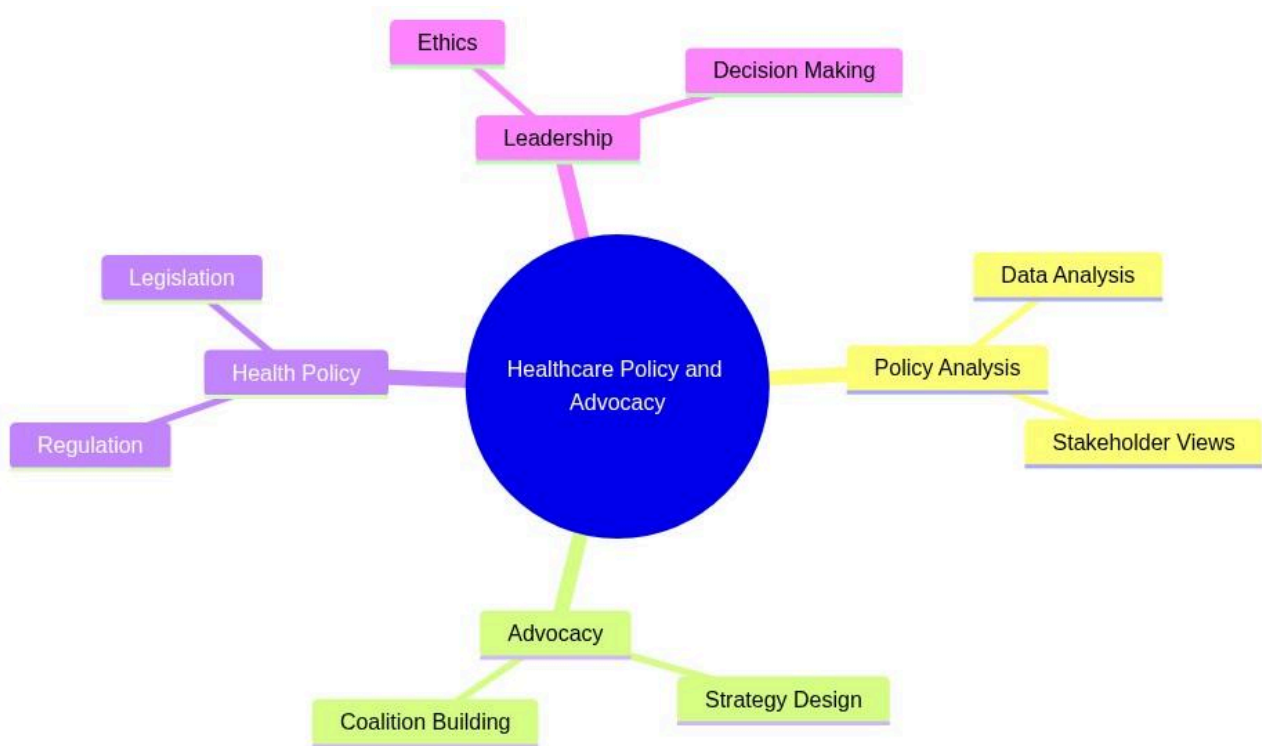 Ethics
Decision Making
Leadership
Legislation
Data Analysis
Health Policy
Healthcare Policy and
Advocacy
Policy Analysis
Regulation
Stakeholder Views
Advocacy
Coalition Building
Strategy Design